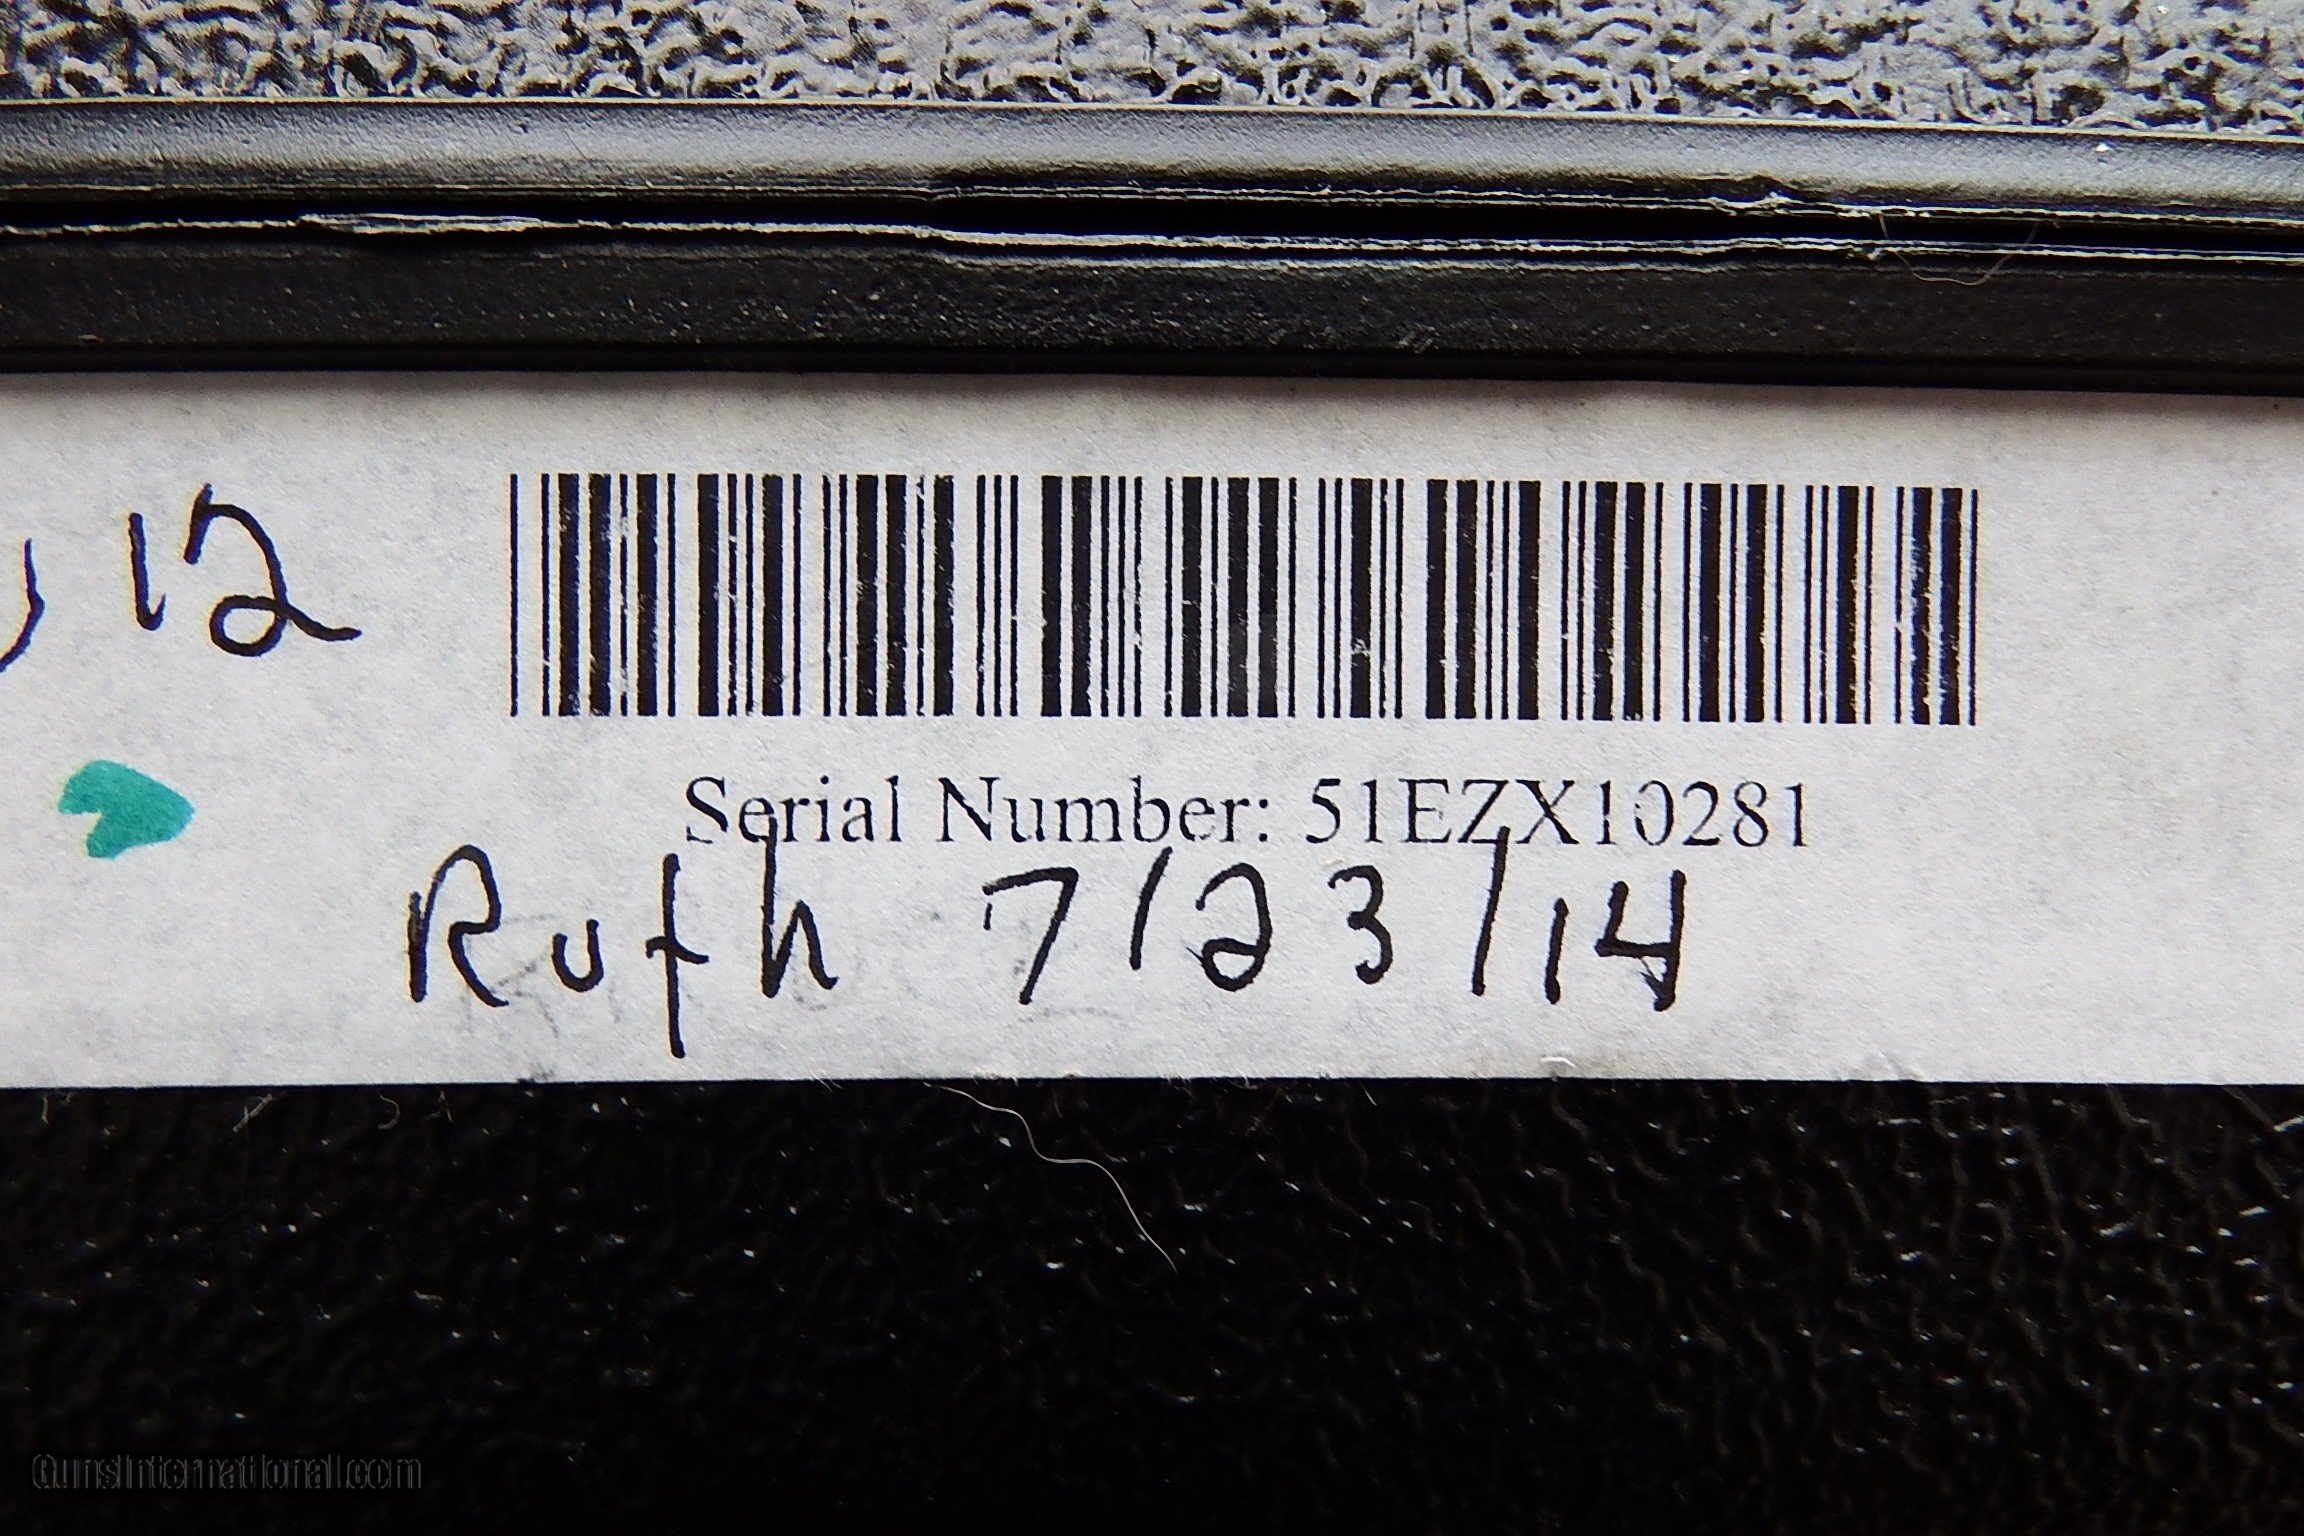 , 12
Serial Number: 51EZX10281
Ruth 7/23/14
GunsInternational.com